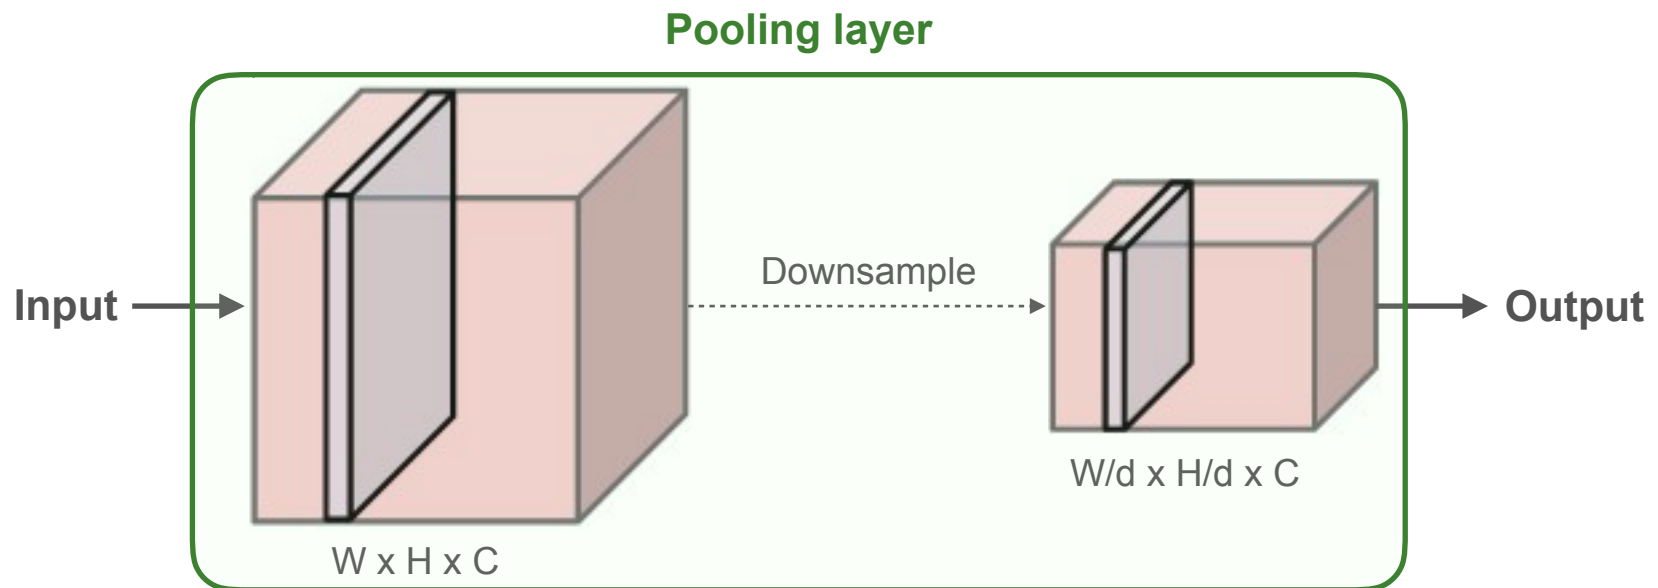 Pooling layer
Input
Downsample
Output
W x H x C
W/d x H/d x C